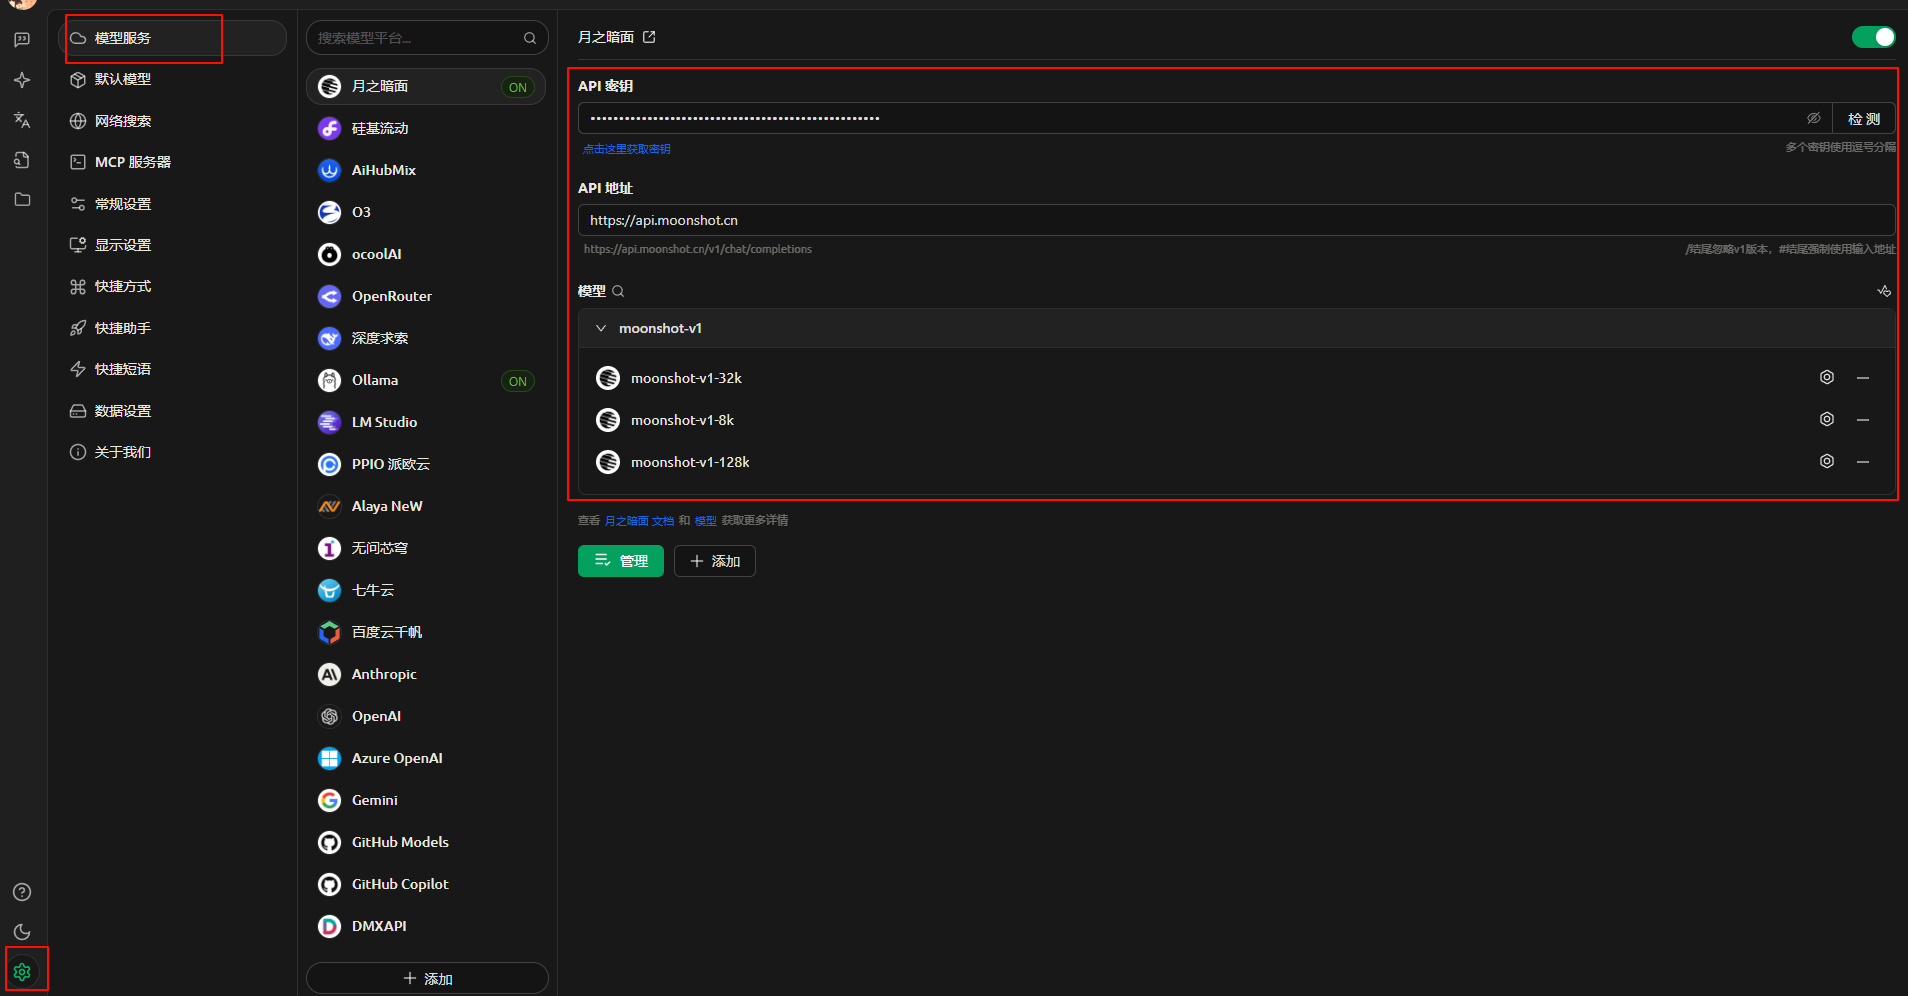 模型服务
默认模型
网络搜索
MCP 服务器
常规设置
显示设置
快捷方式
快捷助手
快捷短语
数据设置
关于我们
搜索模型平台...
月之暗面 ON
硅基流动
AiHubMix
O3
ocoolAI
OpenRouter
深度求索
Ollama ON
LM Studio
PPIO 派欧云
Alaya NeW
无问芯穹
七牛云
百度云千帆
Anthropic
OpenAI
Azure OpenAI
Gemini
GitHub Models
GitHub Copilot
DMXAPI
添加
月之暗面
API 密钥
检 测
点击这里获取密钥 多个密钥使用逗号分隔
API 地址
https://api.moonshot.cn
https://api.moonshot.cn/v1/chat/completions /结尾忽略v1版本，#结尾强制使用输入地址
模型
moonshot-v1
moonshot-v1-32k
moonshot-v1-8k
moonshot-v1-128k
查看 月之暗面 文档 和 模型 获取更多详情
管理 添加